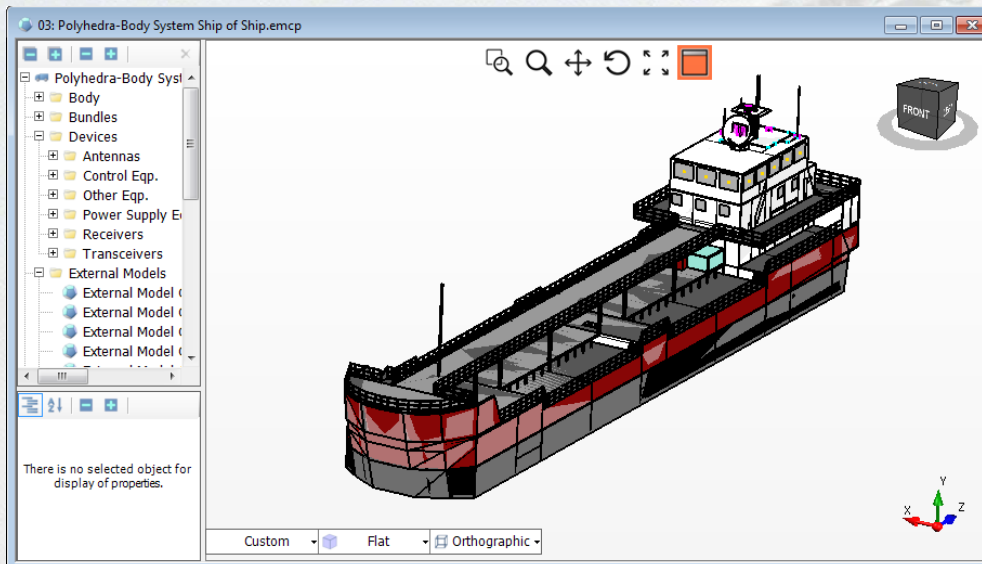 03: Polyhedra-Body System Ship of Ship.emcp
Polyhedra-Body Syst
Body
Bundles
Devices
Antennas
Control Eqp.
Other Eqp.
Power Supply E
Receivers
Transceivers
External Models
External Model
External Model
External Model
External Model
There is no selected object for
display of properties.
FRONT
Y
X
Z
Custom
Flat
Orthographic